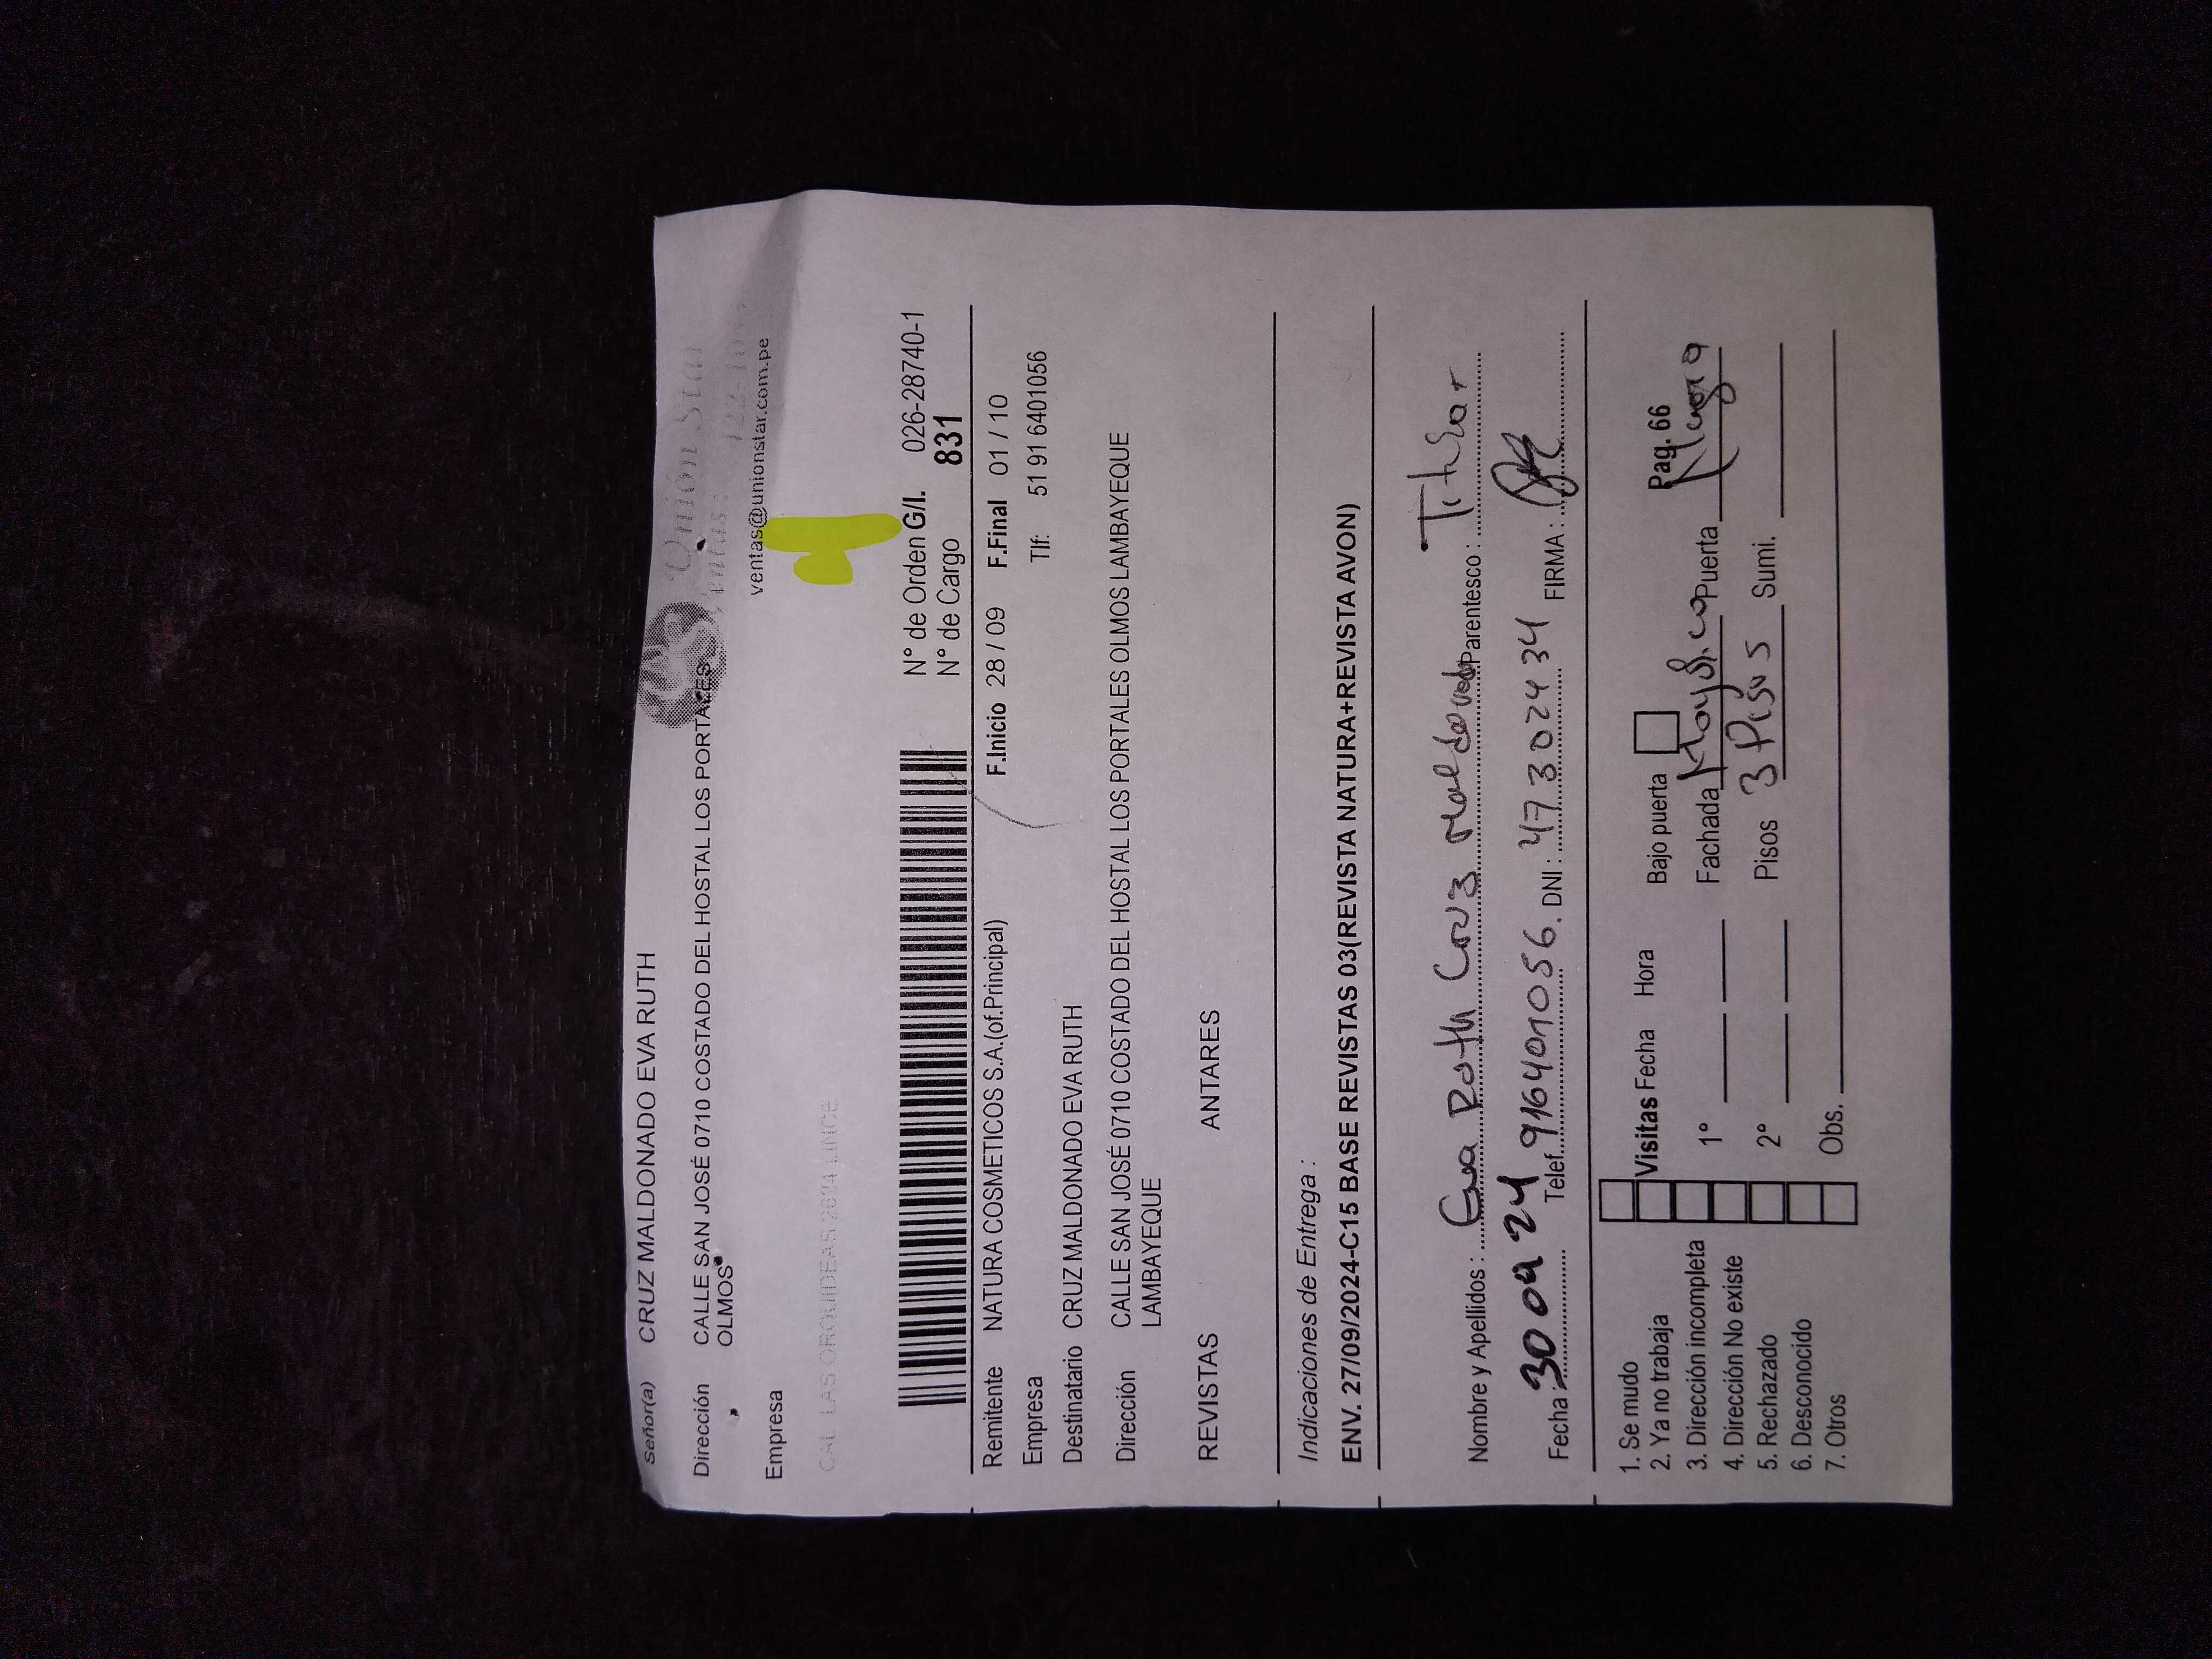 Señor(a) CRUZ MALDONADO EVA RUTH
Dirección CALLE SAN JOSÉ 0710 COSTADO DEL HOSTAL LOS PORTALES
OLMOS
Union Star
ventas@unionstar.com.pe
Empresa
CAL LAS ORQUIDEAS 2624 LINCE
N° de Orden G/I. 026-28740-1
N° de Cargo 831
Remitente NATURA COSMETICOS S.A.(of.Principal) F.Inicio 28 / 09 F.Final 01 / 10
Empresa Tlf: 51 91 6401056
Destinatario CRUZ MALDONADO EVA RUTH
Dirección CALLE SAN JOSÉ 0710 COSTADO DEL HOSTAL LOS PORTALES OLMOS LAMBAYEQUE
LAMBAYEQUE
REVISTAS ANTARES
Indicaciones de Entrega :
ENV. 27/09/2024-C15 BASE REVISTAS 03(REVISTA NATURA+REVISTA AVON)
Nombre y Apellidos : Eva Ruth Cruz Maldonado Parentesco : Titular
Fecha : 30 09 24 Telef. 916401056 . DNI : 47302434 FIRMA :
1. Se mudo
2. Ya no trabaja
3. Dirección incompleta
4. Dirección No existe
5. Rechazado
6. Desconocido
7. Otros
Visitas Fecha Hora
1°
2°
Obs.
Bajo puerta Pag. 66
Fachada Puerta
Pisos 3 Pisos Sumi.